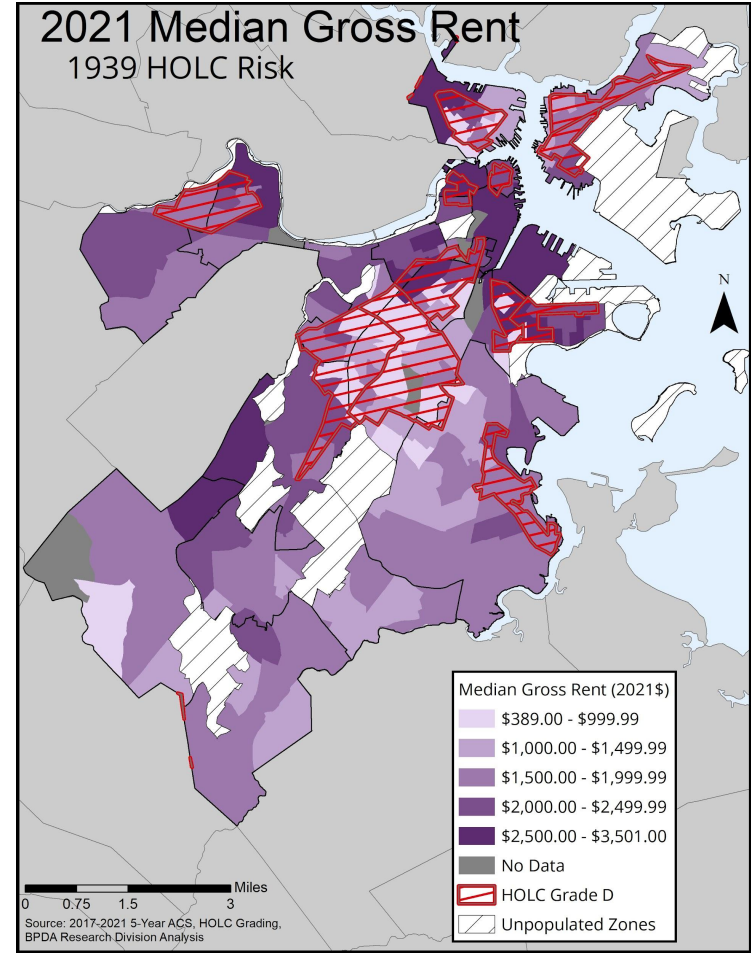 2021 Median Gross Rent
1939 HOLC Risk
N
Median Gross Rent (2021$)
$389.00 - $999.99
$1,000.00 - $1,499.99
$1,500.00 - $1,999.99
$2,000.00 - $2,499.99
$2,500.00 - $3,501.00
No Data
HOLC Grade D
Unpopulated Zones
Miles
0 0.75 1.5 3
Source: 2017-2021 5-Year ACS, HOLC Grading,
BPDA Research Division Analysis